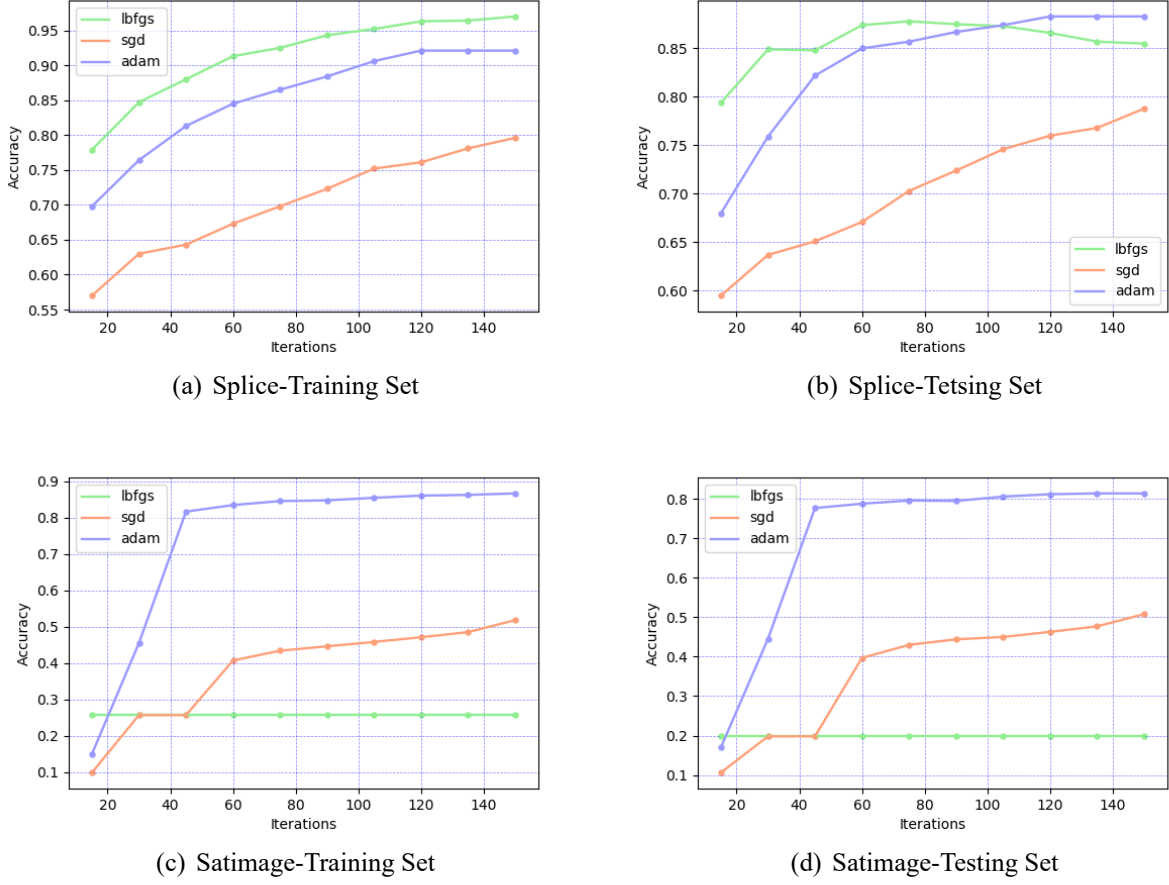 0.95
0.90
0.85
0.80
0.75
0.70
0.65
0.60
0.55
Accuracy
lbfgs
sgd
adam
20 40 60 80 100 120 140
Iterations
(a) Splice-Training Set
0.85
0.80
0.75
0.70
0.65
0.60
Accuracy
lbfgs
sgd
adam
20 40 60 80 100 120 140
Iterations
(b) Splice-Tetsing Set
0.9
0.8
0.7
0.6
0.5
0.4
0.3
0.2
0.1
Accuracy
lbfgs
sgd
adam
20 40 60 80 100 120 140
Iterations
(c) Satimage-Training Set
0.8
0.7
0.6
0.5
0.4
0.3
0.2
0.1
Accuracy
lbfgs
sgd
adam
20 40 60 80 100 120 140
Iterations
(d) Satimage-Testing Set